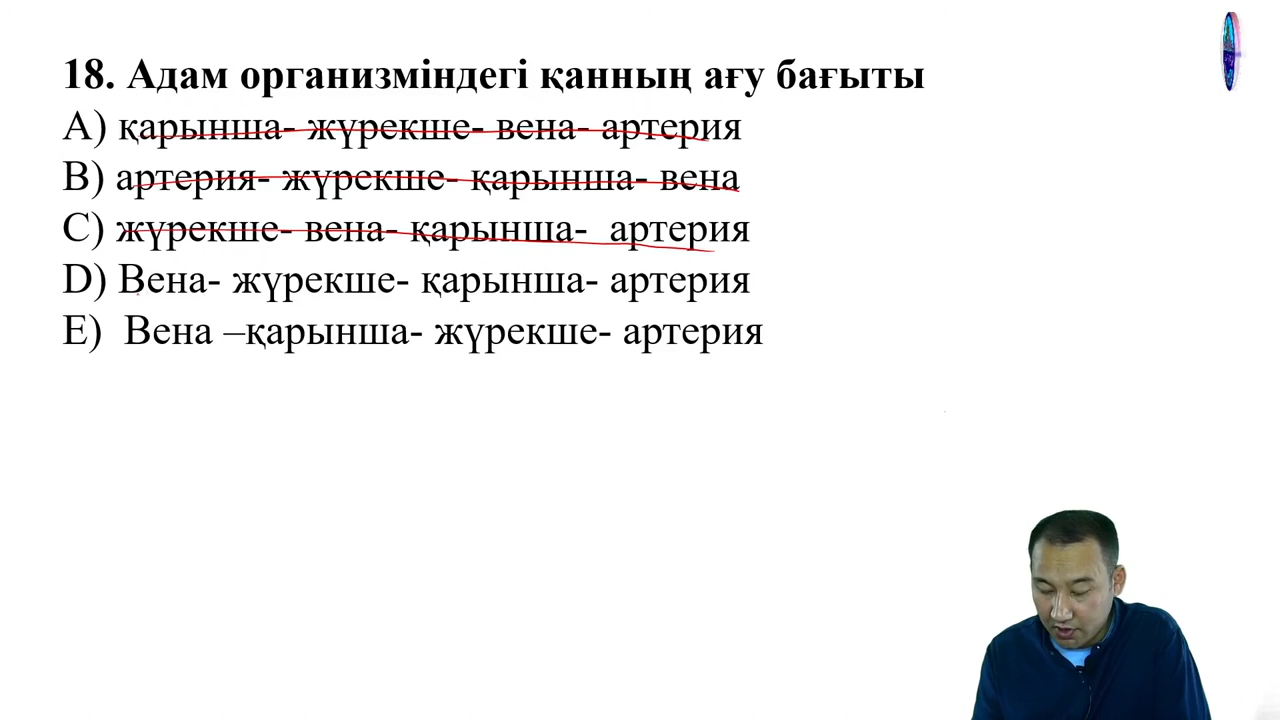 18. Адам организміндегі қанның ағу бағыты
A) қарынша- жүрекше- вена- артерия
B) артерия- жүрекше- қарынша- вена
C) жүрекше- вена- қарынша-  артерия
D) Вена- жүрекше- қарынша- артерия
E)  Вена –қарынша- жүрекше- артерия